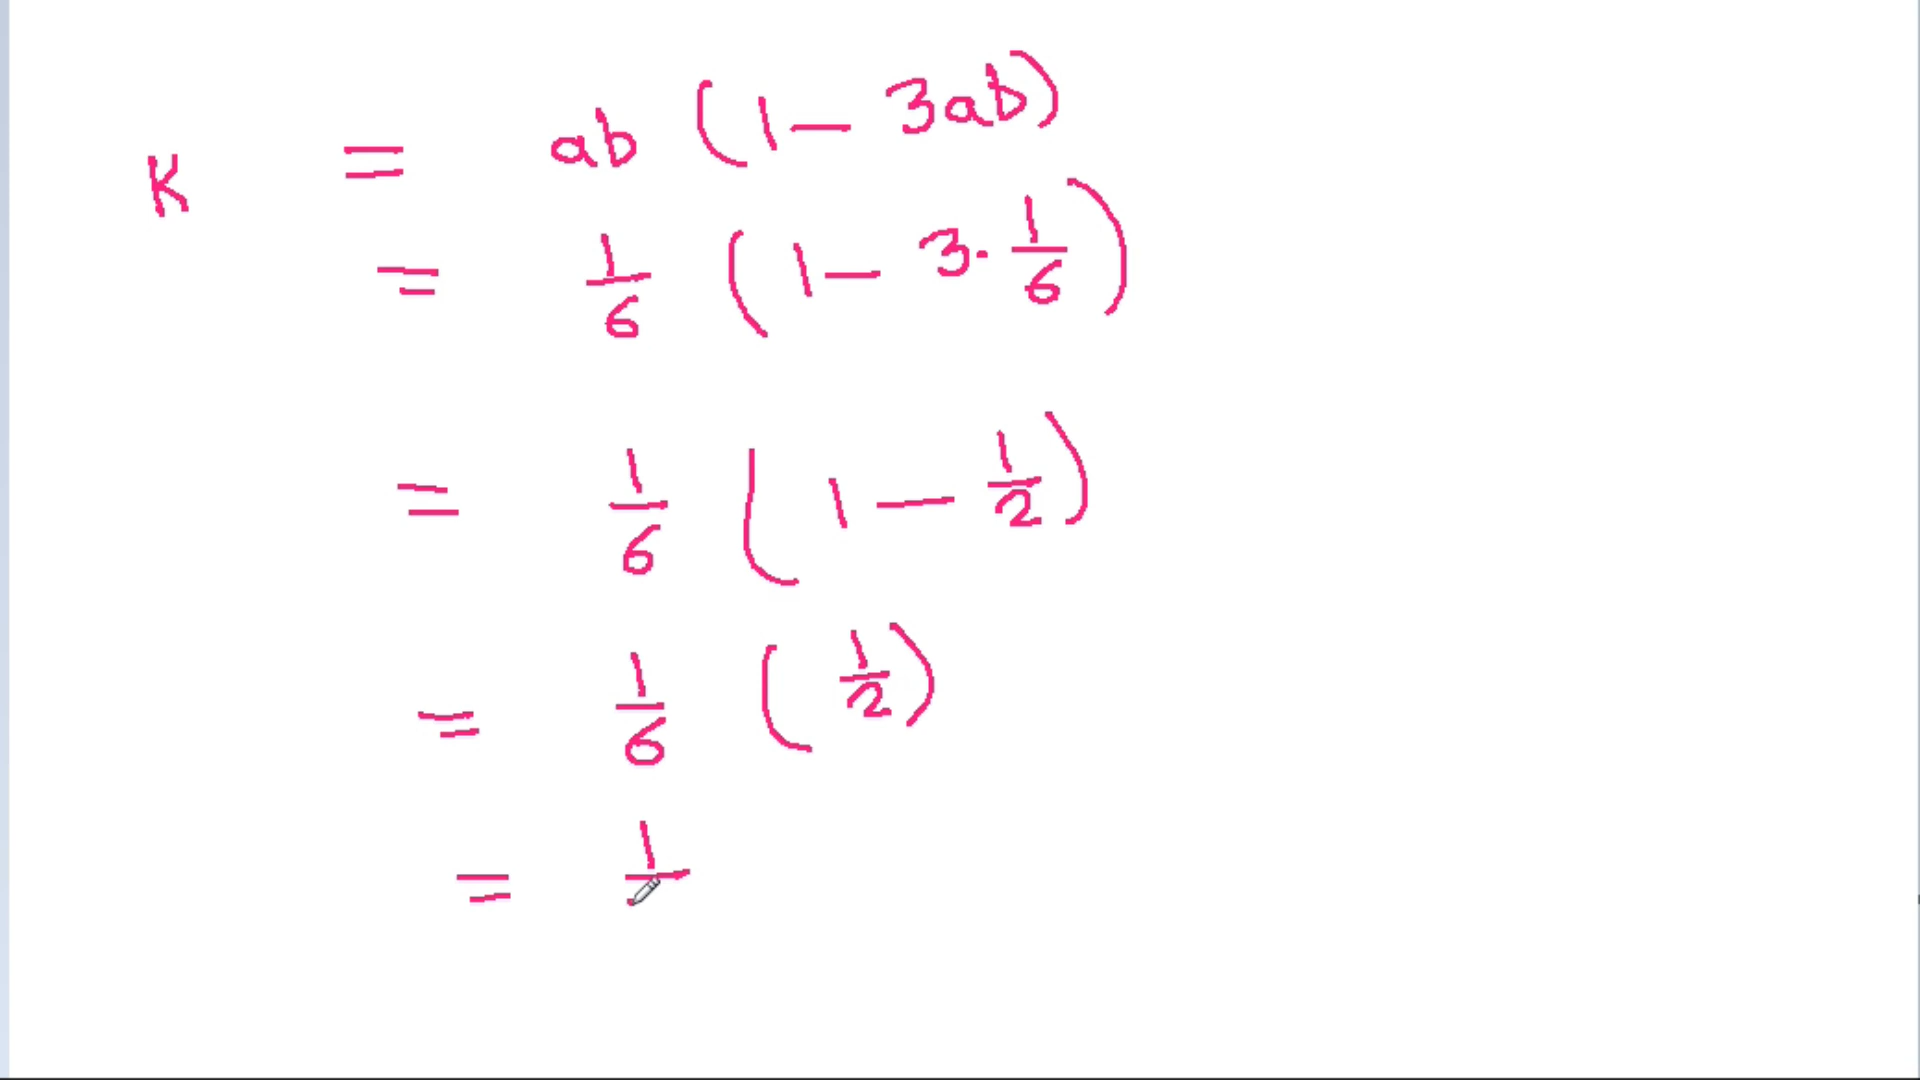 K = ab (1 - 3ab)
= 1/6 (1 - 3 · 1/6)
= 1/6 (1 - 1/2)
= 1/6 (1/2)
= 1/